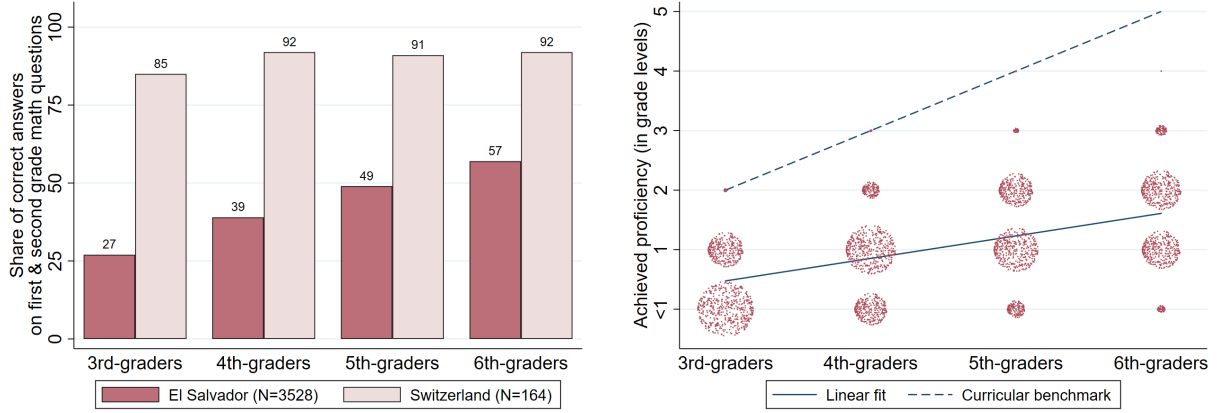 Share of correct answers
on first & second grade math questions
100
75
50
25
0
27
85
39
92
49
91
57
92
3rd-graders
4th-graders
5th-graders
6th-graders
El Salvador (N=3528)
Switzerland (N=164)
Achieved proficiency (in grade levels)
5
4
3
2
1
<1
3rd-graders
4th-graders
5th-graders
6th-graders
Linear fit
Curricular benchmark